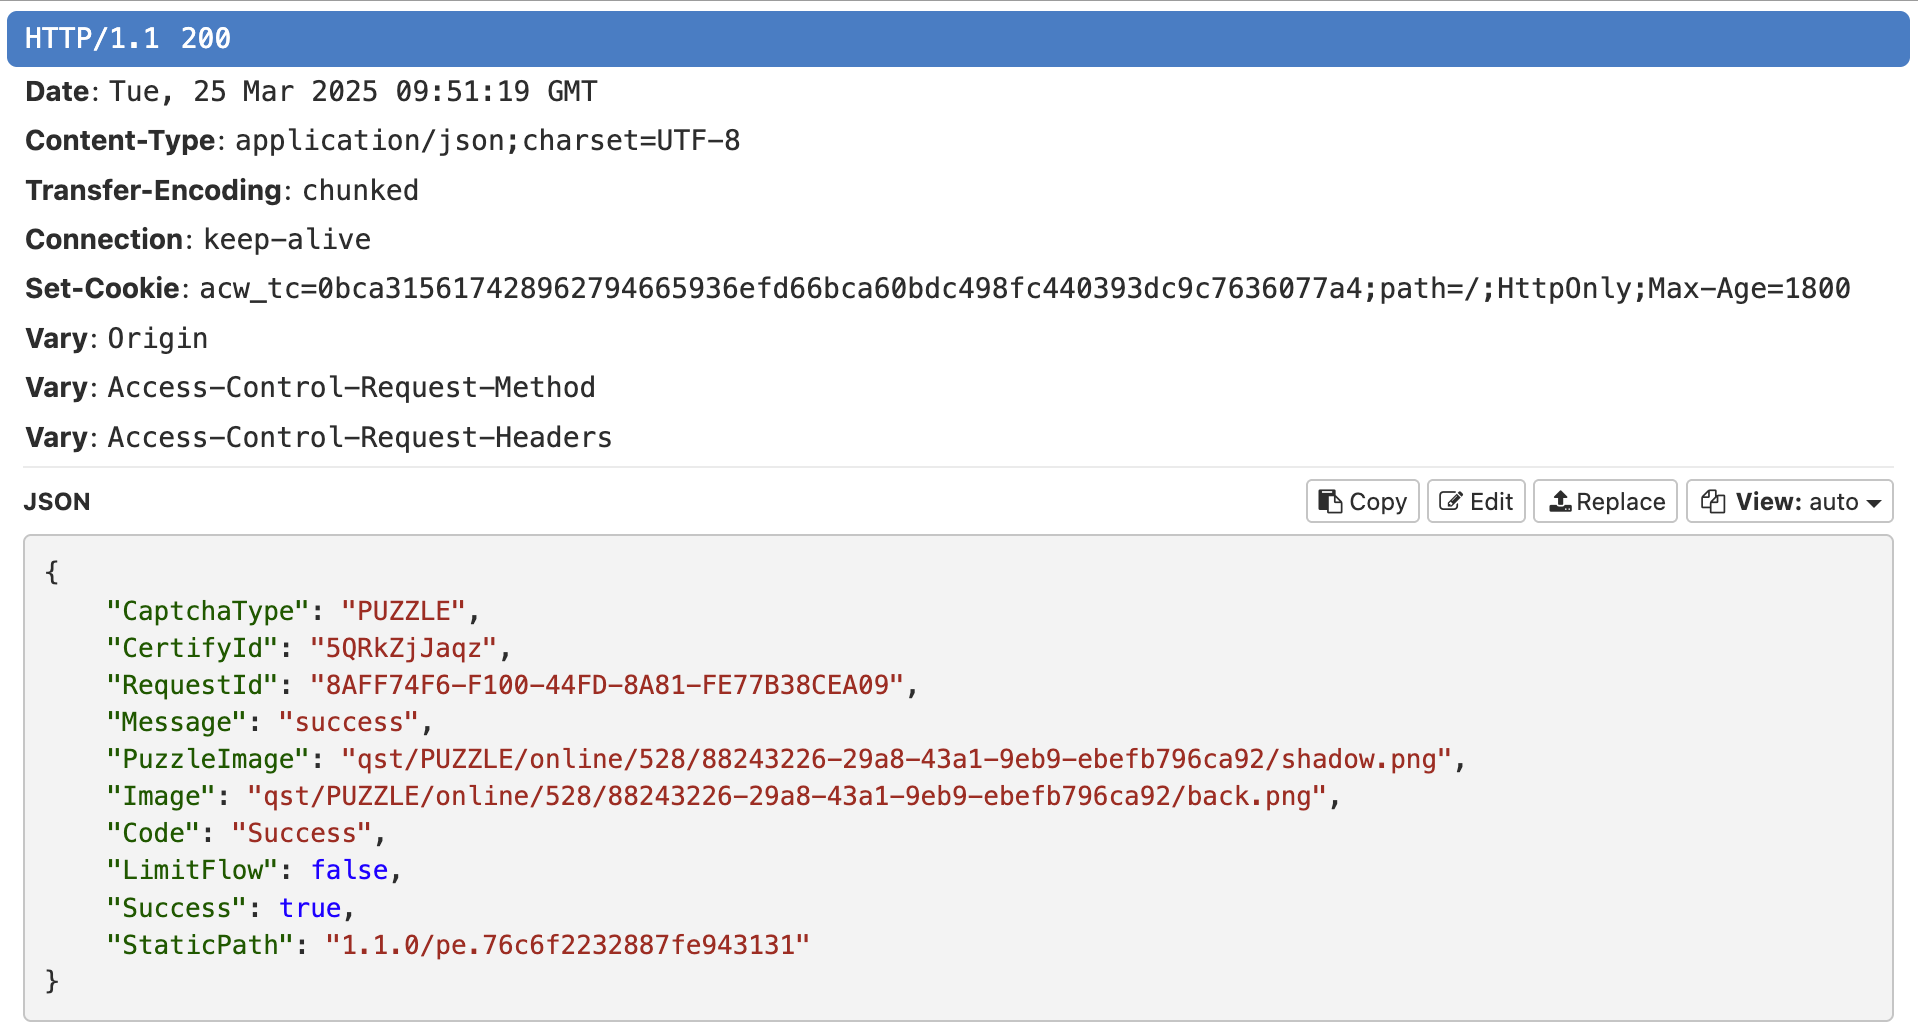 HTTP/1.1 200
Date: Tue, 25 Mar 2025 09:51:19 GMT
Content-Type: application/json;charset=UTF-8
Transfer-Encoding: chunked
Connection: keep-alive
Set-Cookie: acw_tc=0bca315617428962794665936efd66bca60bdc498fc440393dc9c7636077a4;path=/;HttpOnly;Max-Age=1800
Vary: Origin
Vary: Access-Control-Request-Method
Vary: Access-Control-Request-Headers
JSON Copy Edit Replace View: auto
{
"CaptchaType": "PUZZLE",
"CertifyId": "5QRkZjJaqz",
"RequestId": "8AFF74F6-F100-44FD-8A81-FE77B38CEA09",
"Message": "success",
"PuzzleImage": "qst/PUZZLE/online/528/88243226-29a8-43a1-9eb9-ebefb796ca92/shadow.png",
"Image": "qst/PUZZLE/online/528/88243226-29a8-43a1-9eb9-ebefb796ca92/back.png",
"Code": "Success",
"LimitFlow": false,
"Success": true,
"StaticPath": "1.1.0/pe.76c6f2232887fe943131"
}